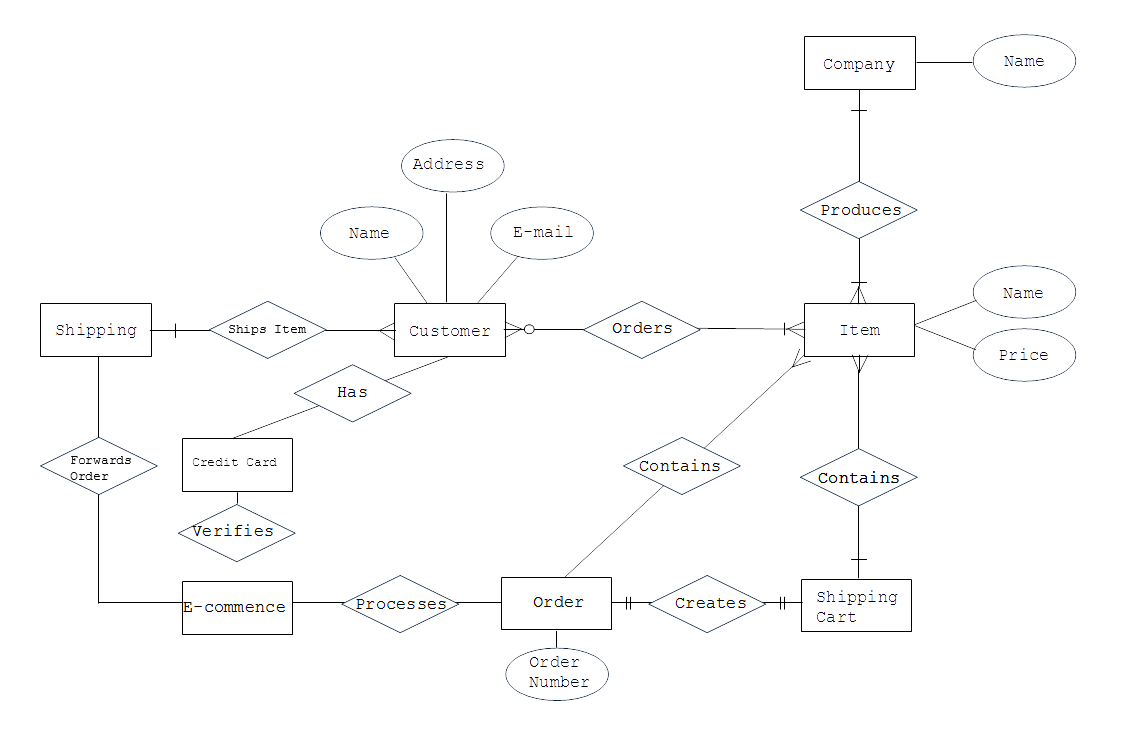 Company
Name
Address
Name
E-mail
Produces
Name
Shipping
Ships Item
Customer
Orders
Item
Price
Has
Credit Card
Forwards
Order
Contains
Contains
Verifies
E-commence
Processes
Order
Creates
Shipping
Cart
Order
Number